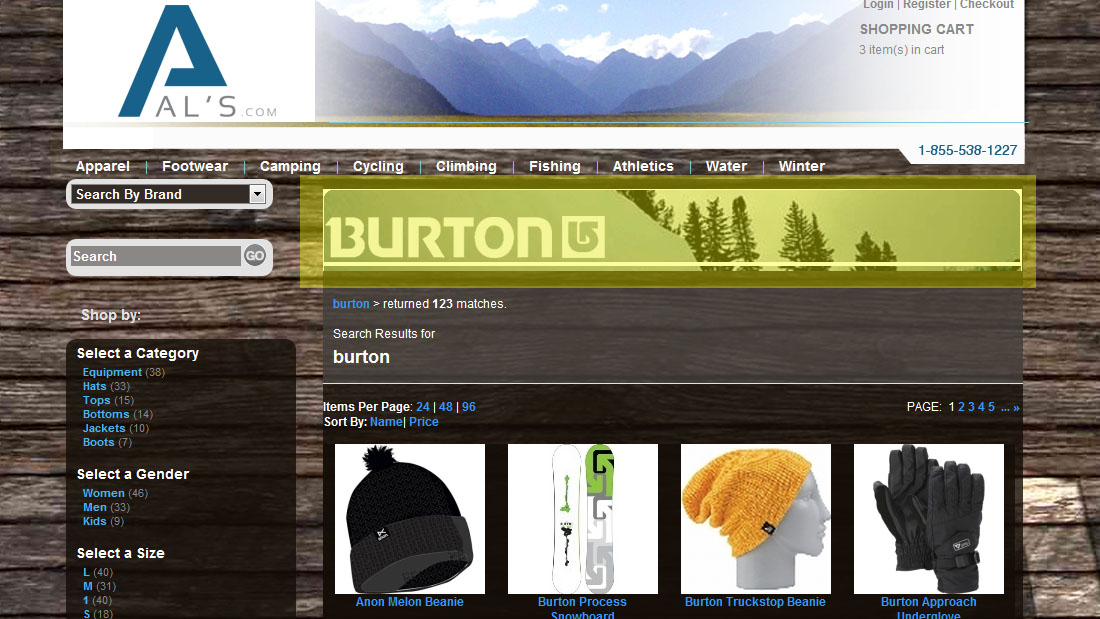 Login | Register | Checkout
SHOPPING CART
3 item(s) in cart
AL'S.COM
1-855-538-1227
Apparel | Footwear | Camping | Cycling | Climbing | Fishing | Athletics | Water | Winter
Search By Brand
Search GO
BURTON
burton > returned 123 matches.
Search Results for
burton
Shop by:
Select a Category
Equipment (38)
Hats (33)
Tops (15)
Bottoms (14)
Jackets (10)
Boots (7)
Select a Gender
Women (46)
Men (33)
Kids (9)
Select a Size
L (40)
M (31)
1 (40)
S (18)
Items Per Page: 24 | 48 | 96
PAGE: 1 2 3 4 5 ... »
Sort By: Name| Price
Anon Melon Beanie
Burton Process
Snowboard
Burton Truckstop Beanie
Burton Approach
Underglove